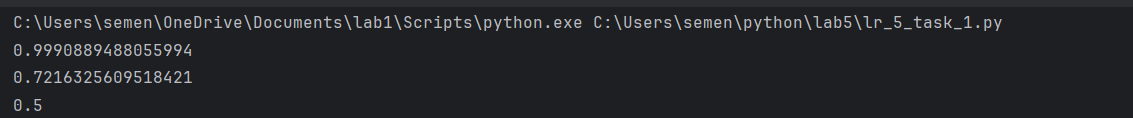 C:\Users\semen\OneDrive\Documents\lab1\Scripts\python.exe C:\Users\semen\python\lab5\lr_5_task_1.py
0.9990889488055994
0.7216325609518421
0.5